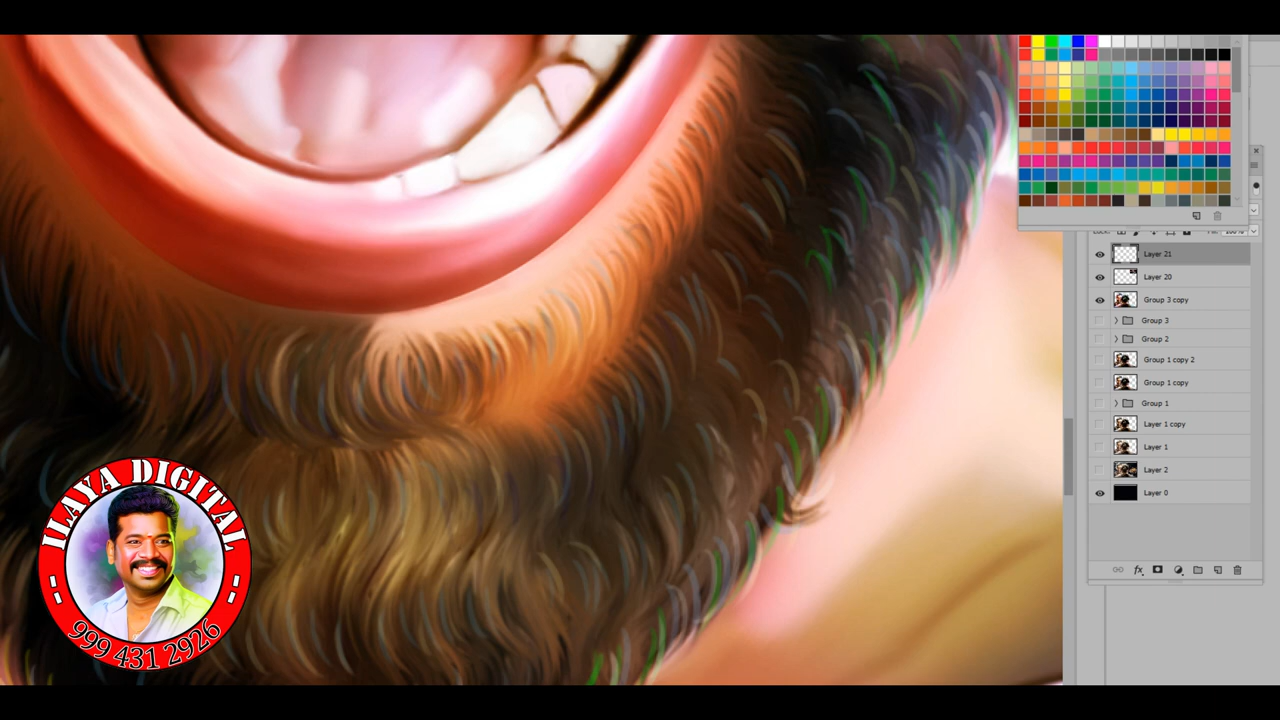 Layer 21
Layer 20
Group 3 copy
Group 3
Group 2
Group 1 copy 2
Group 1 copy
Group 1
Layer 1 copy
Layer 1
Layer 2
Layer 0
fx
ILAYA DIGITAL
999 431 2926